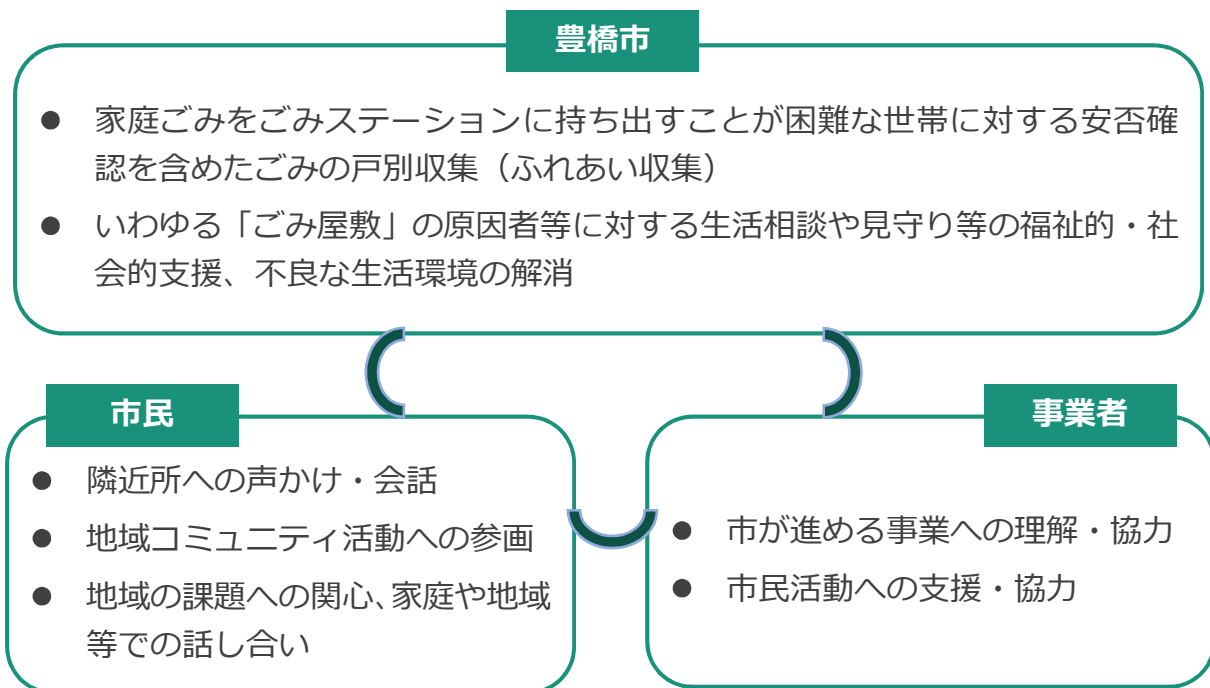 豊橋市
● 家庭ごみをごみステーションに持ち出すことが困難な世帯に対する安否確
認を含めたごみの戸別収集（ふれあい収集）
● いわゆる「ごみ屋敷」の原因者等に対する生活相談や見守り等の福祉的・社
会的支援、不良な生活環境の解消
市民
● 隣近所への声かけ・会話
● 地域コミュニティ活動への参画
● 地域の課題への関心、家庭や地域
等での話し合い
事業者
● 市が進める事業への理解・協力
● 市民活動への支援・協力